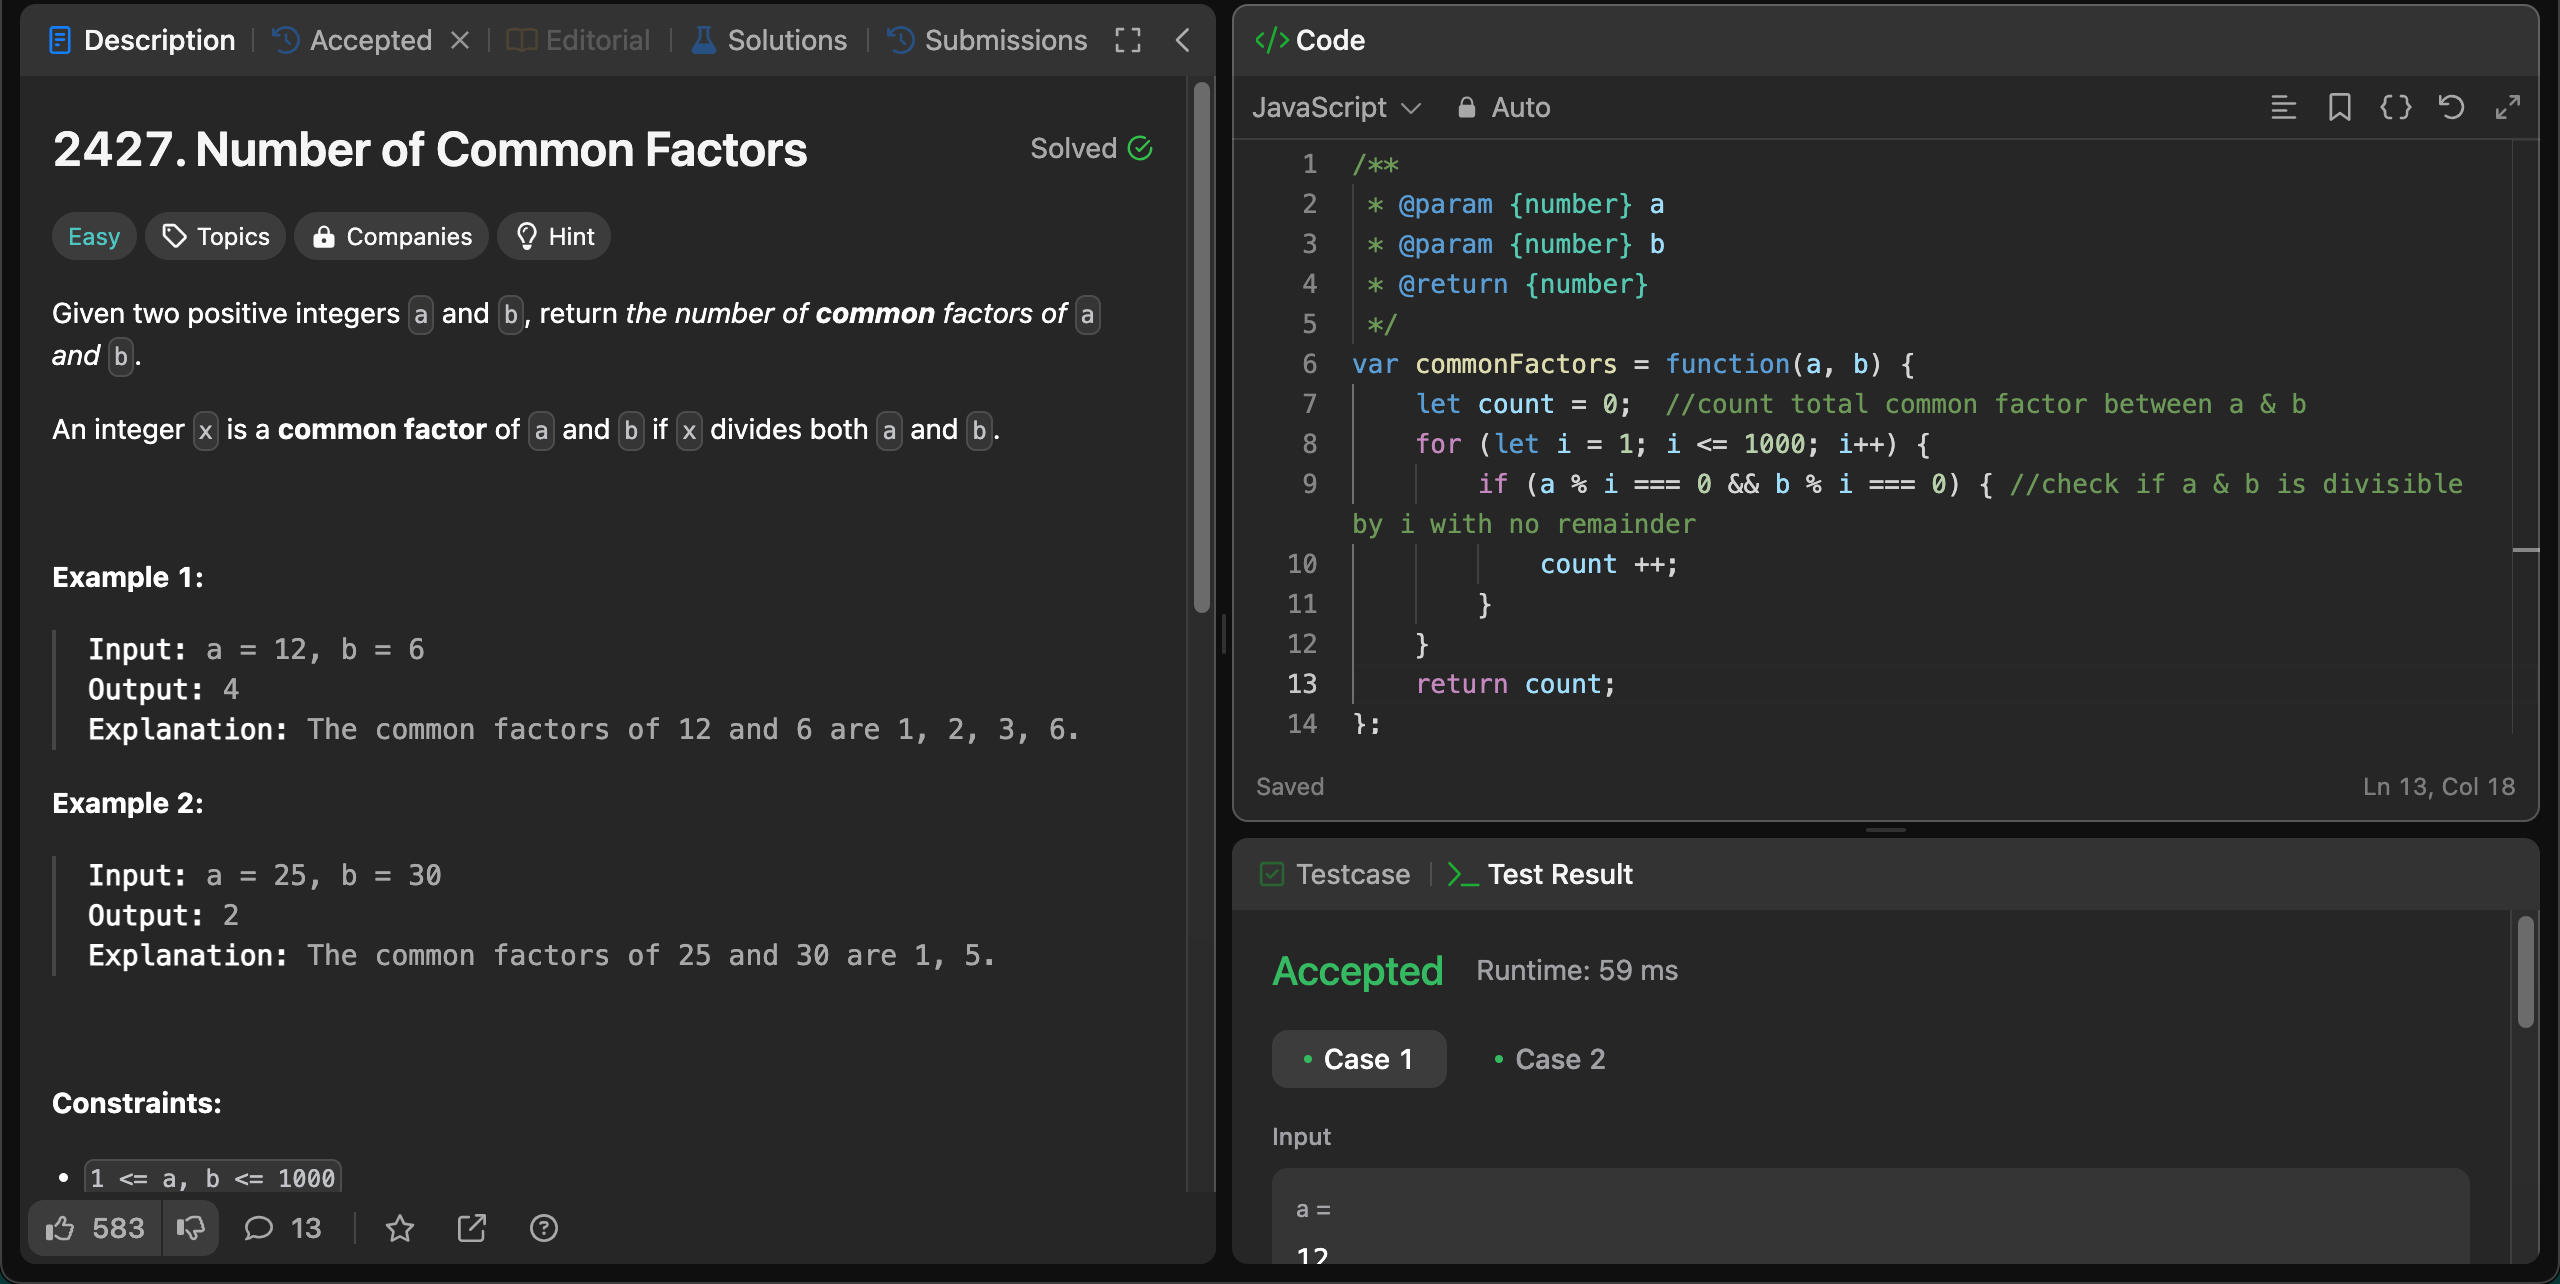 Description
Accepted
Editorial
Solutions
Submissions
2427. Number of Common Factors
Solved
Easy
Topics
Companies
Hint
Given two positive integers a and b, return the number of common factors of a
and b.
An integer x is a common factor of a and b if x divides both a and b.
Example 1:
Input: a = 12, b = 6
Output: 4
Explanation: The common factors of 12 and 6 are 1, 2, 3, 6.
Example 2:
Input: a = 25, b = 30
Output: 2
Explanation: The common factors of 25 and 30 are 1, 5.
Constraints:
• 1 <= a, b <= 1000
583
13
</> Code
JavaScript
Auto
1 /**
2  * @param {number} a
3  * @param {number} b
4  * @return {number}
5  */
6 var commonFactors = function(a, b) {
7     let count = 0;  //count total common factor between a & b
8     for (let i = 1; i <= 1000; i++) {
9         if (a % i === 0 && b % i === 0) { //check if a & b is divisible
by i with no remainder
10             count ++;
11         }
12     }
13     return count;
14 };
Saved
Ln 13, Col 18
Testcase
Test Result
Accepted
Runtime: 59 ms
Case 1
Case 2
Input
a =
12